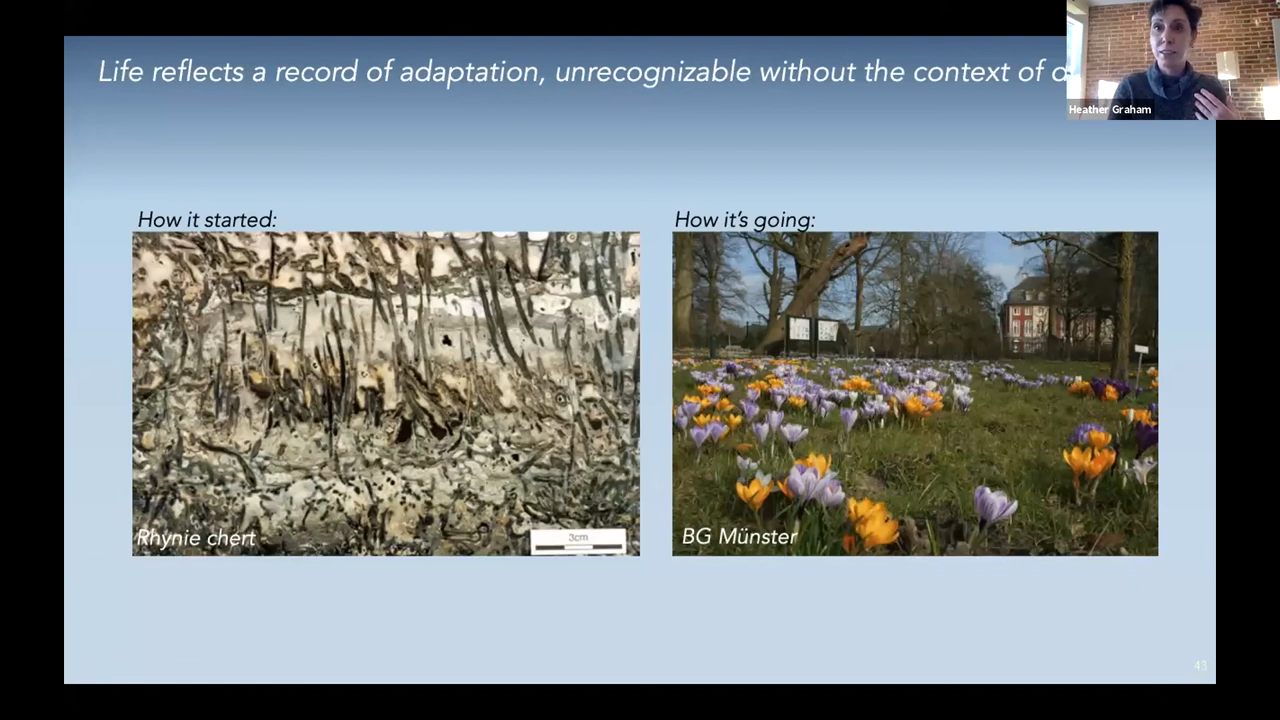 Life reflects a record of adaptation, unrecognizable without the context of
Heather Graham
How it started:
How it's going:
Rhynie chert
3cm
BG Münster
43